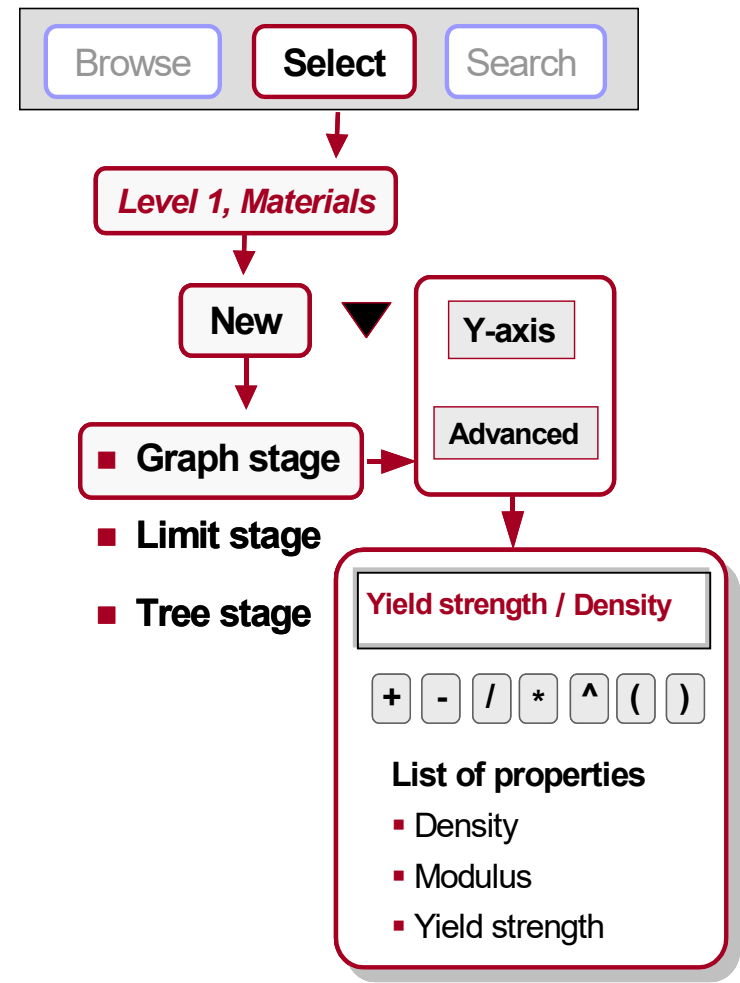 Browse Select Search
Level 1, Materials
New
Y-axis
Advanced
Graph stage
Limit stage
Tree stage
Yield strength / Density
+ - / * ^ ( )
List of properties
Density
Modulus
Yield strength